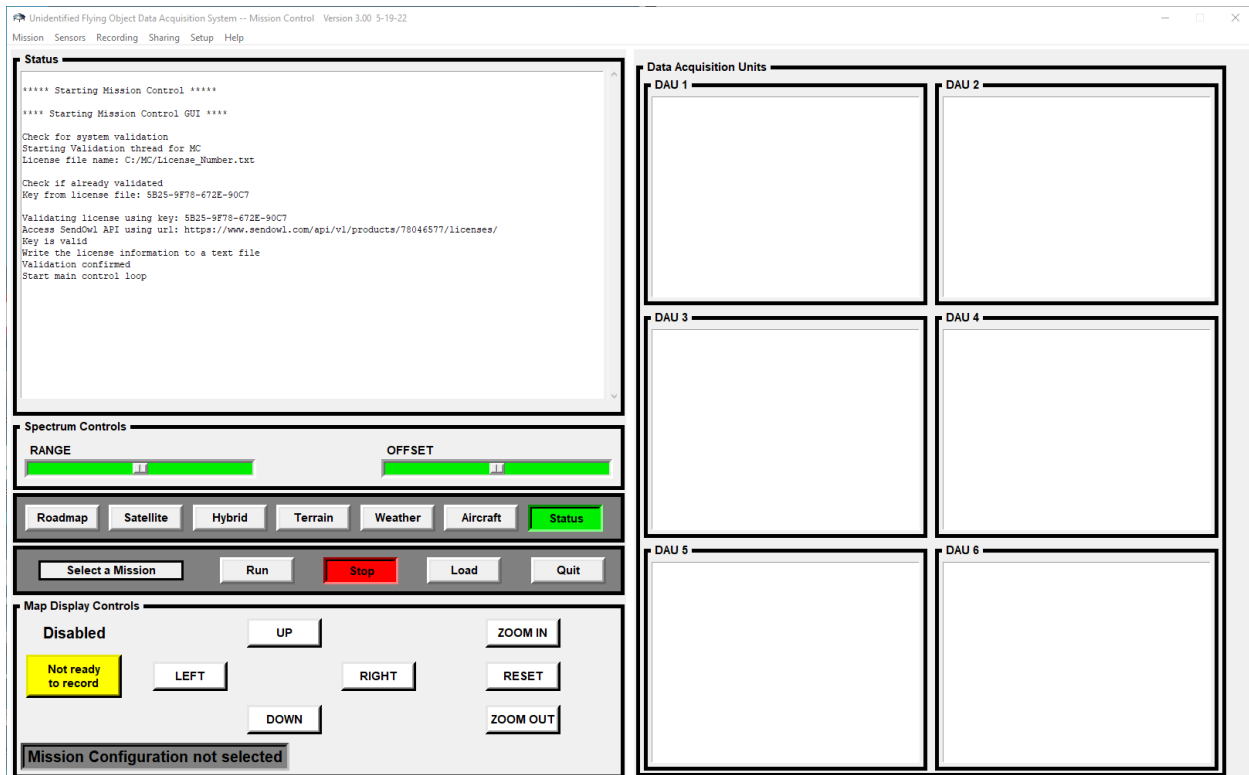 Unidentified Flying Object Data Acquisition System -- Mission Control Version 3.00 5-19-22
Mission Sensors Recording Sharing Setup Help
Status
***** Starting Mission Control *****
**** Starting Mission Control GUI ****
Check for system validation
Starting Validation thread for MC
License file name: C:/MC/License_Number.txt
Check if already validated
Key from license file: 5B25-9F78-672E-90C7
Validating license using key: 5B25-9F78-672E-90C7
Access SendOwl API using url: https://www.sendowl.com/api/v1/products/78046577/licenses/
Key is valid
Write the license information to a text file
Validation confirmed
Start main control loop
Spectrum Controls
RANGE OFFSET
Roadmap Satellite Hybrid Terrain Weather Aircraft Status
Select a Mission Run Stop Load Quit
Map Display Controls
Disabled UP ZOOM IN
Not ready
to record
LEFT RIGHT RESET
DOWN ZOOM OUT
Mission Configuration not selected
Data Acquisition Units
DAU 1 DAU 2
DAU 3 DAU 4
DAU 5 DAU 6